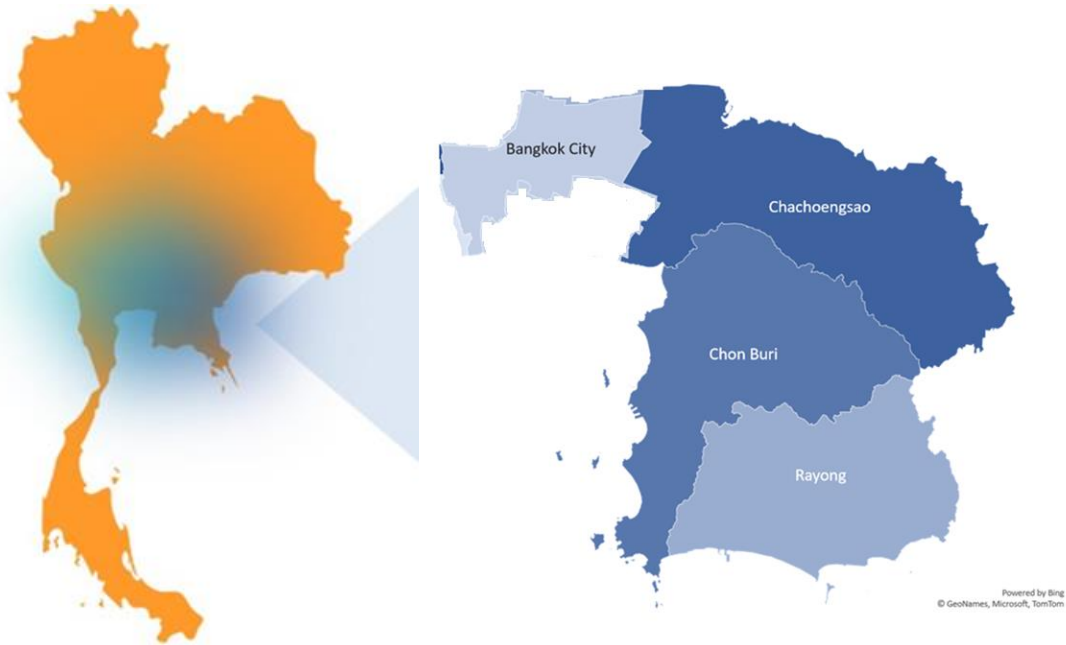 Bangkok City
Chachoengsao
Chon Buri
Rayong
Powered by Bing
© GeoNames, Microsoft, TomTom